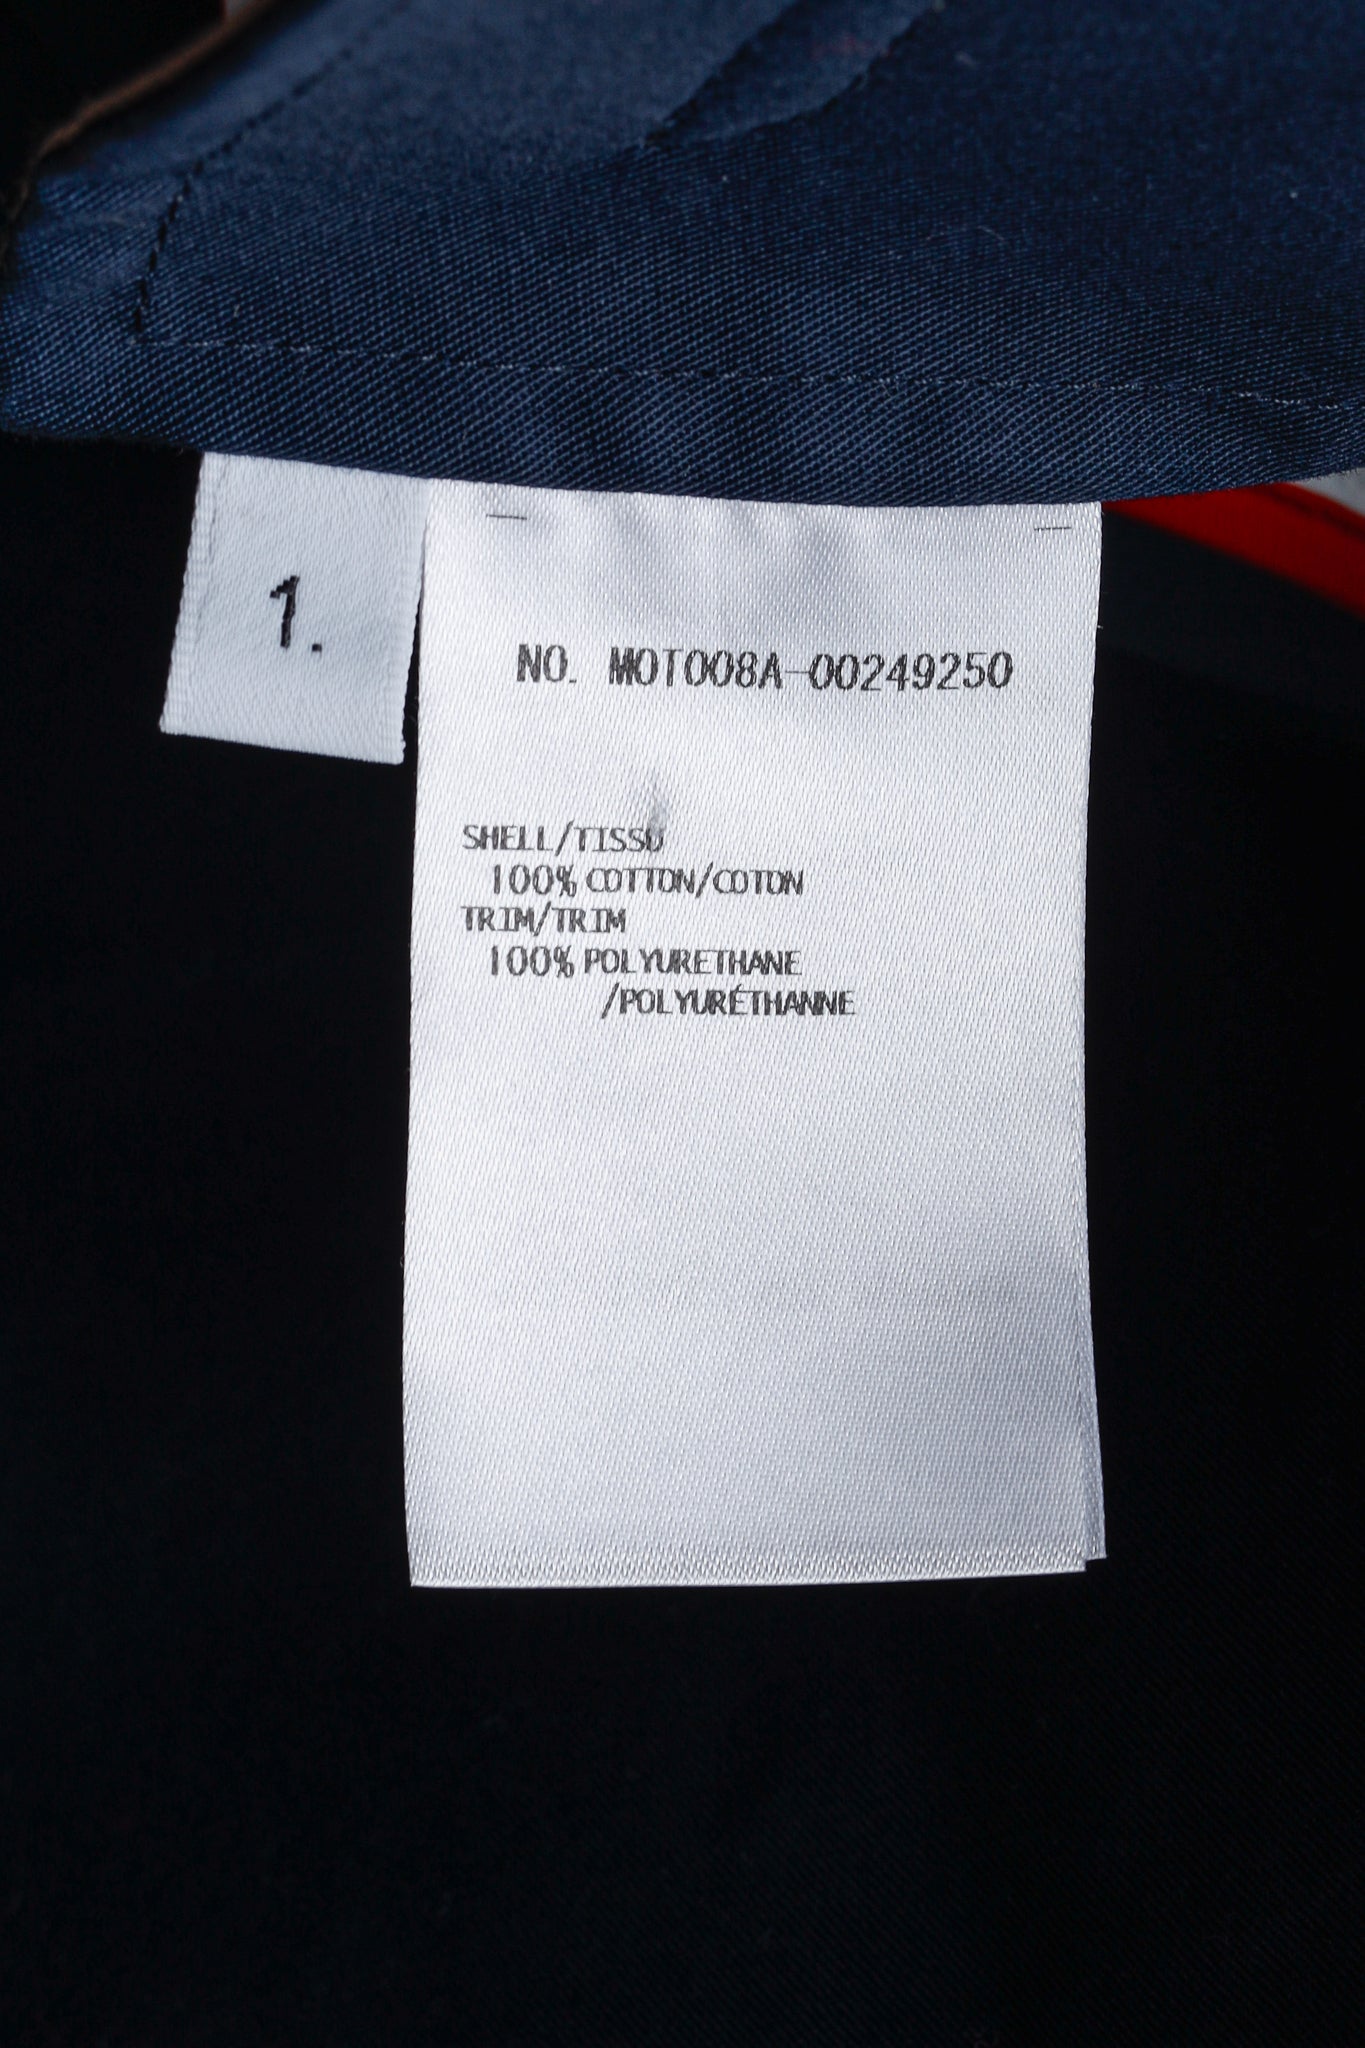 1.
NO. MOT008A-00249250
SHELL/TISSU
100% COTTON/COTON
TRIM/TRIM
100% POLYURETHANE
/POLYURÉTHANNE